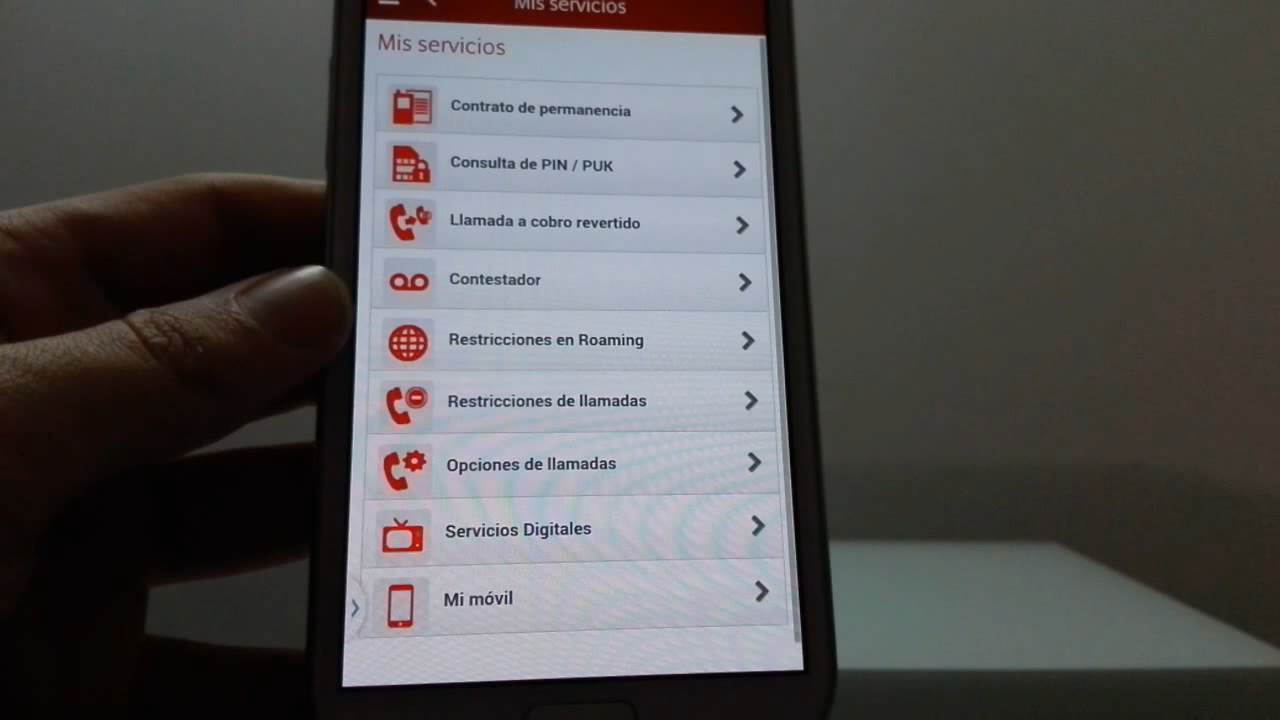 Mis servicios
Mis servicios
Contrato de permanencia
Consulta de PIN / PUK
Llamada a cobro revertido
Contestador
Restricciones en Roaming
Restricciones de llamadas
Opciones de llamadas
Servicios Digitales
Mi móvil